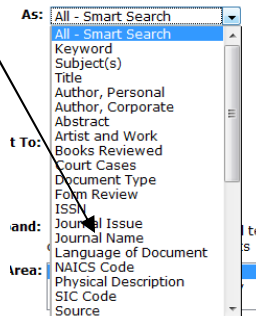 As: All - Smart Search
All - Smart Search
Keyword
Subject(s)
Title
Author, Personal
Author, Corporate
Abstract
t To: Artist and Work
Books Reviewed
Court Cases
Document Type
Form Review
ISSN
Journal Issue
and: Journal Name
Language of Document
Area: NAICS Code
Physical Description
SIC Code
Source